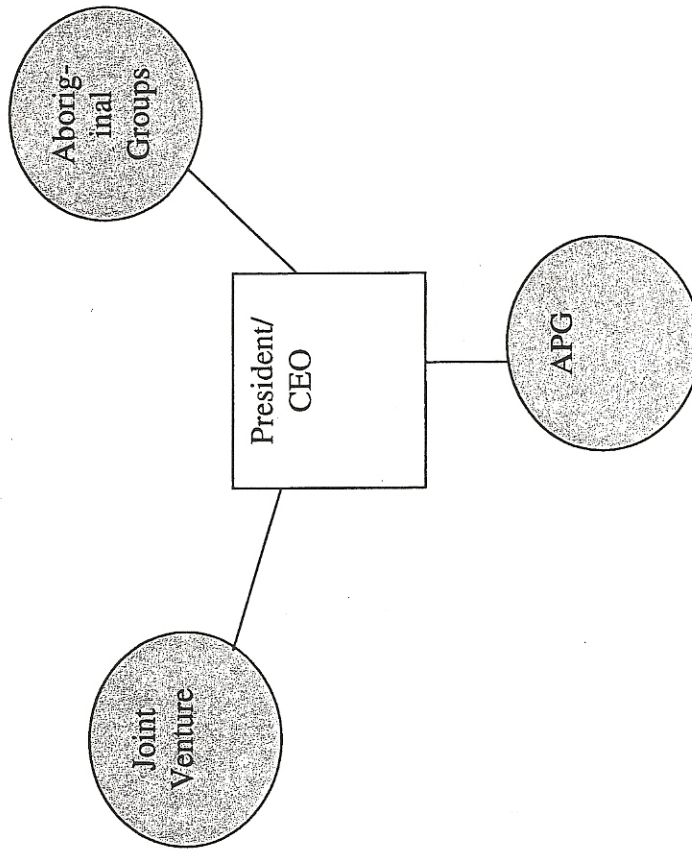 Joint
Venture
Aborig-
inal
Groups
President/
CEO
APG